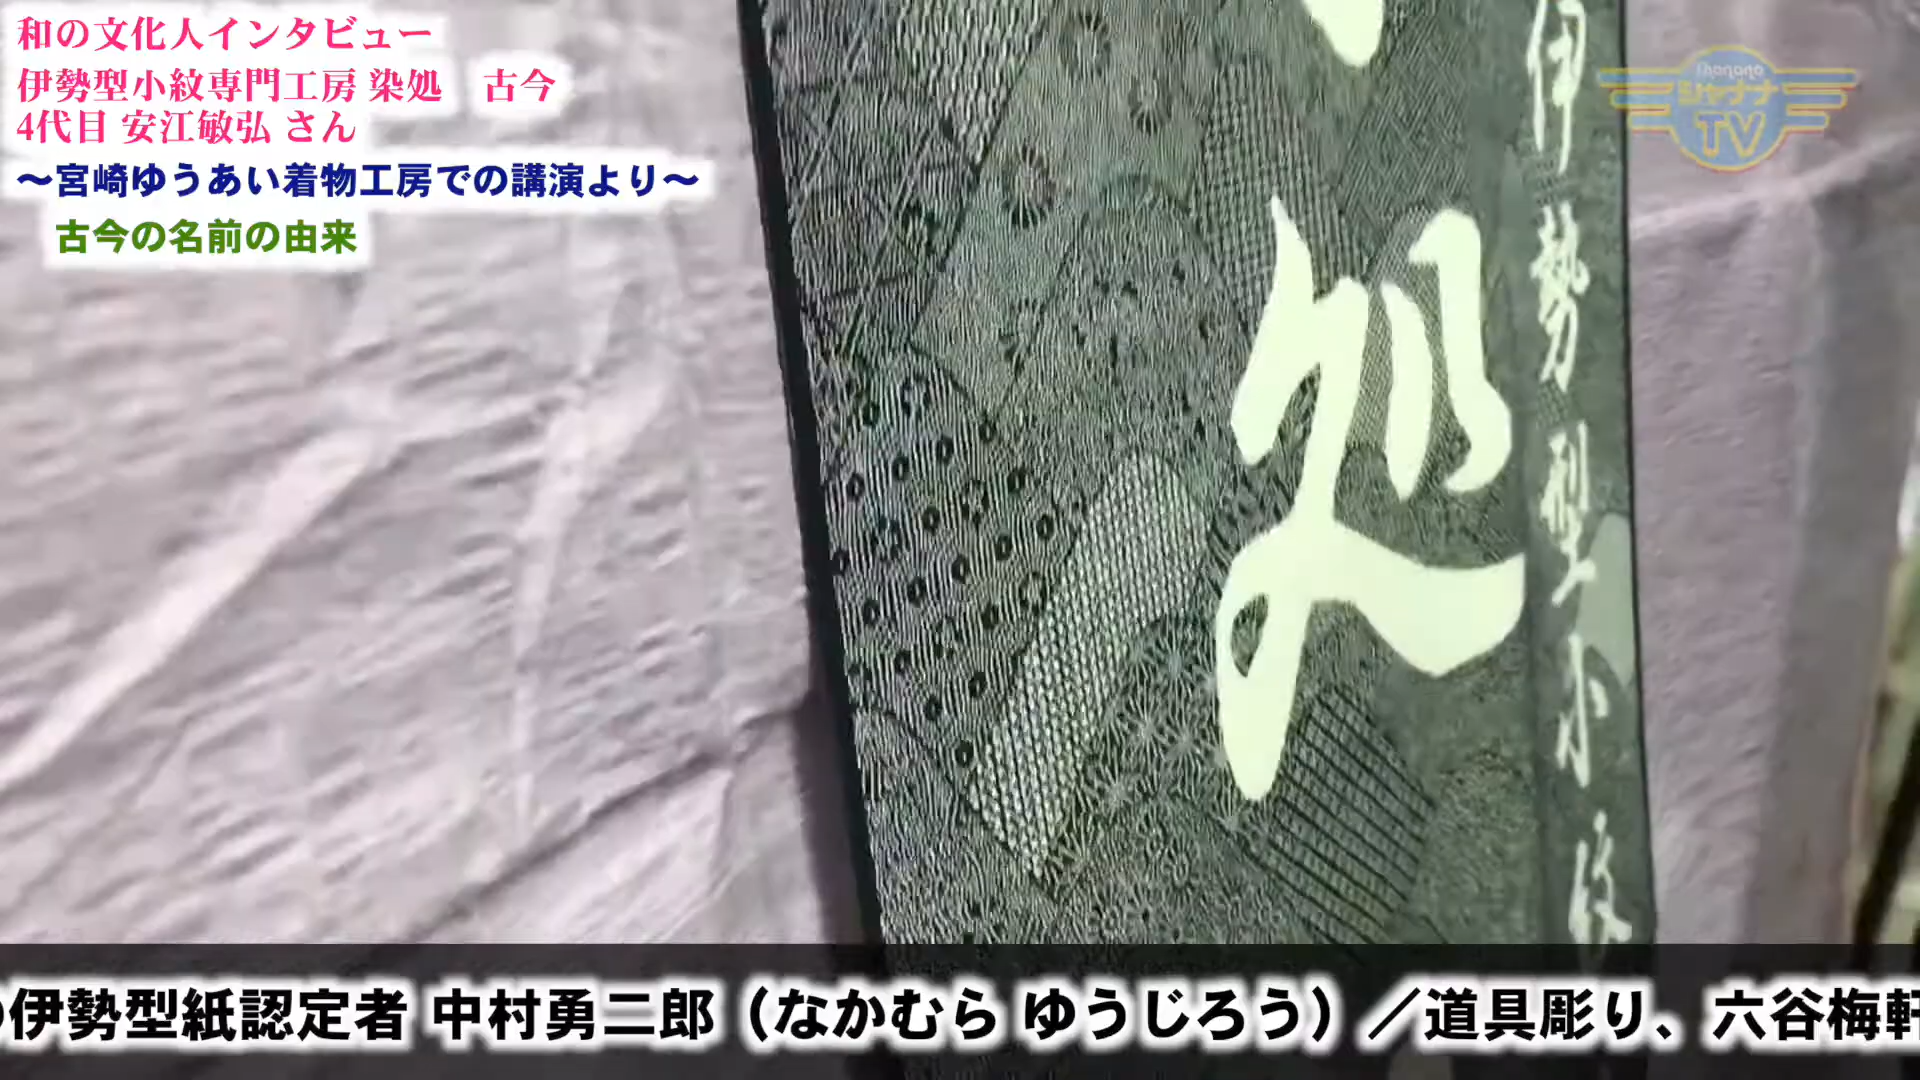 和の文化人インタビュー
伊勢型小紋専門工房 染処　古今
4代目 安江敏弘 さん
～宮崎ゆうあい着物工房での講演より～
古今の名前の由来
Shanana
シャナナ
TV
伊勢型小紋
処
の伊勢型紙認定者 中村勇二郎（なかむら ゆうじろう）／道具彫り、六谷梅軒